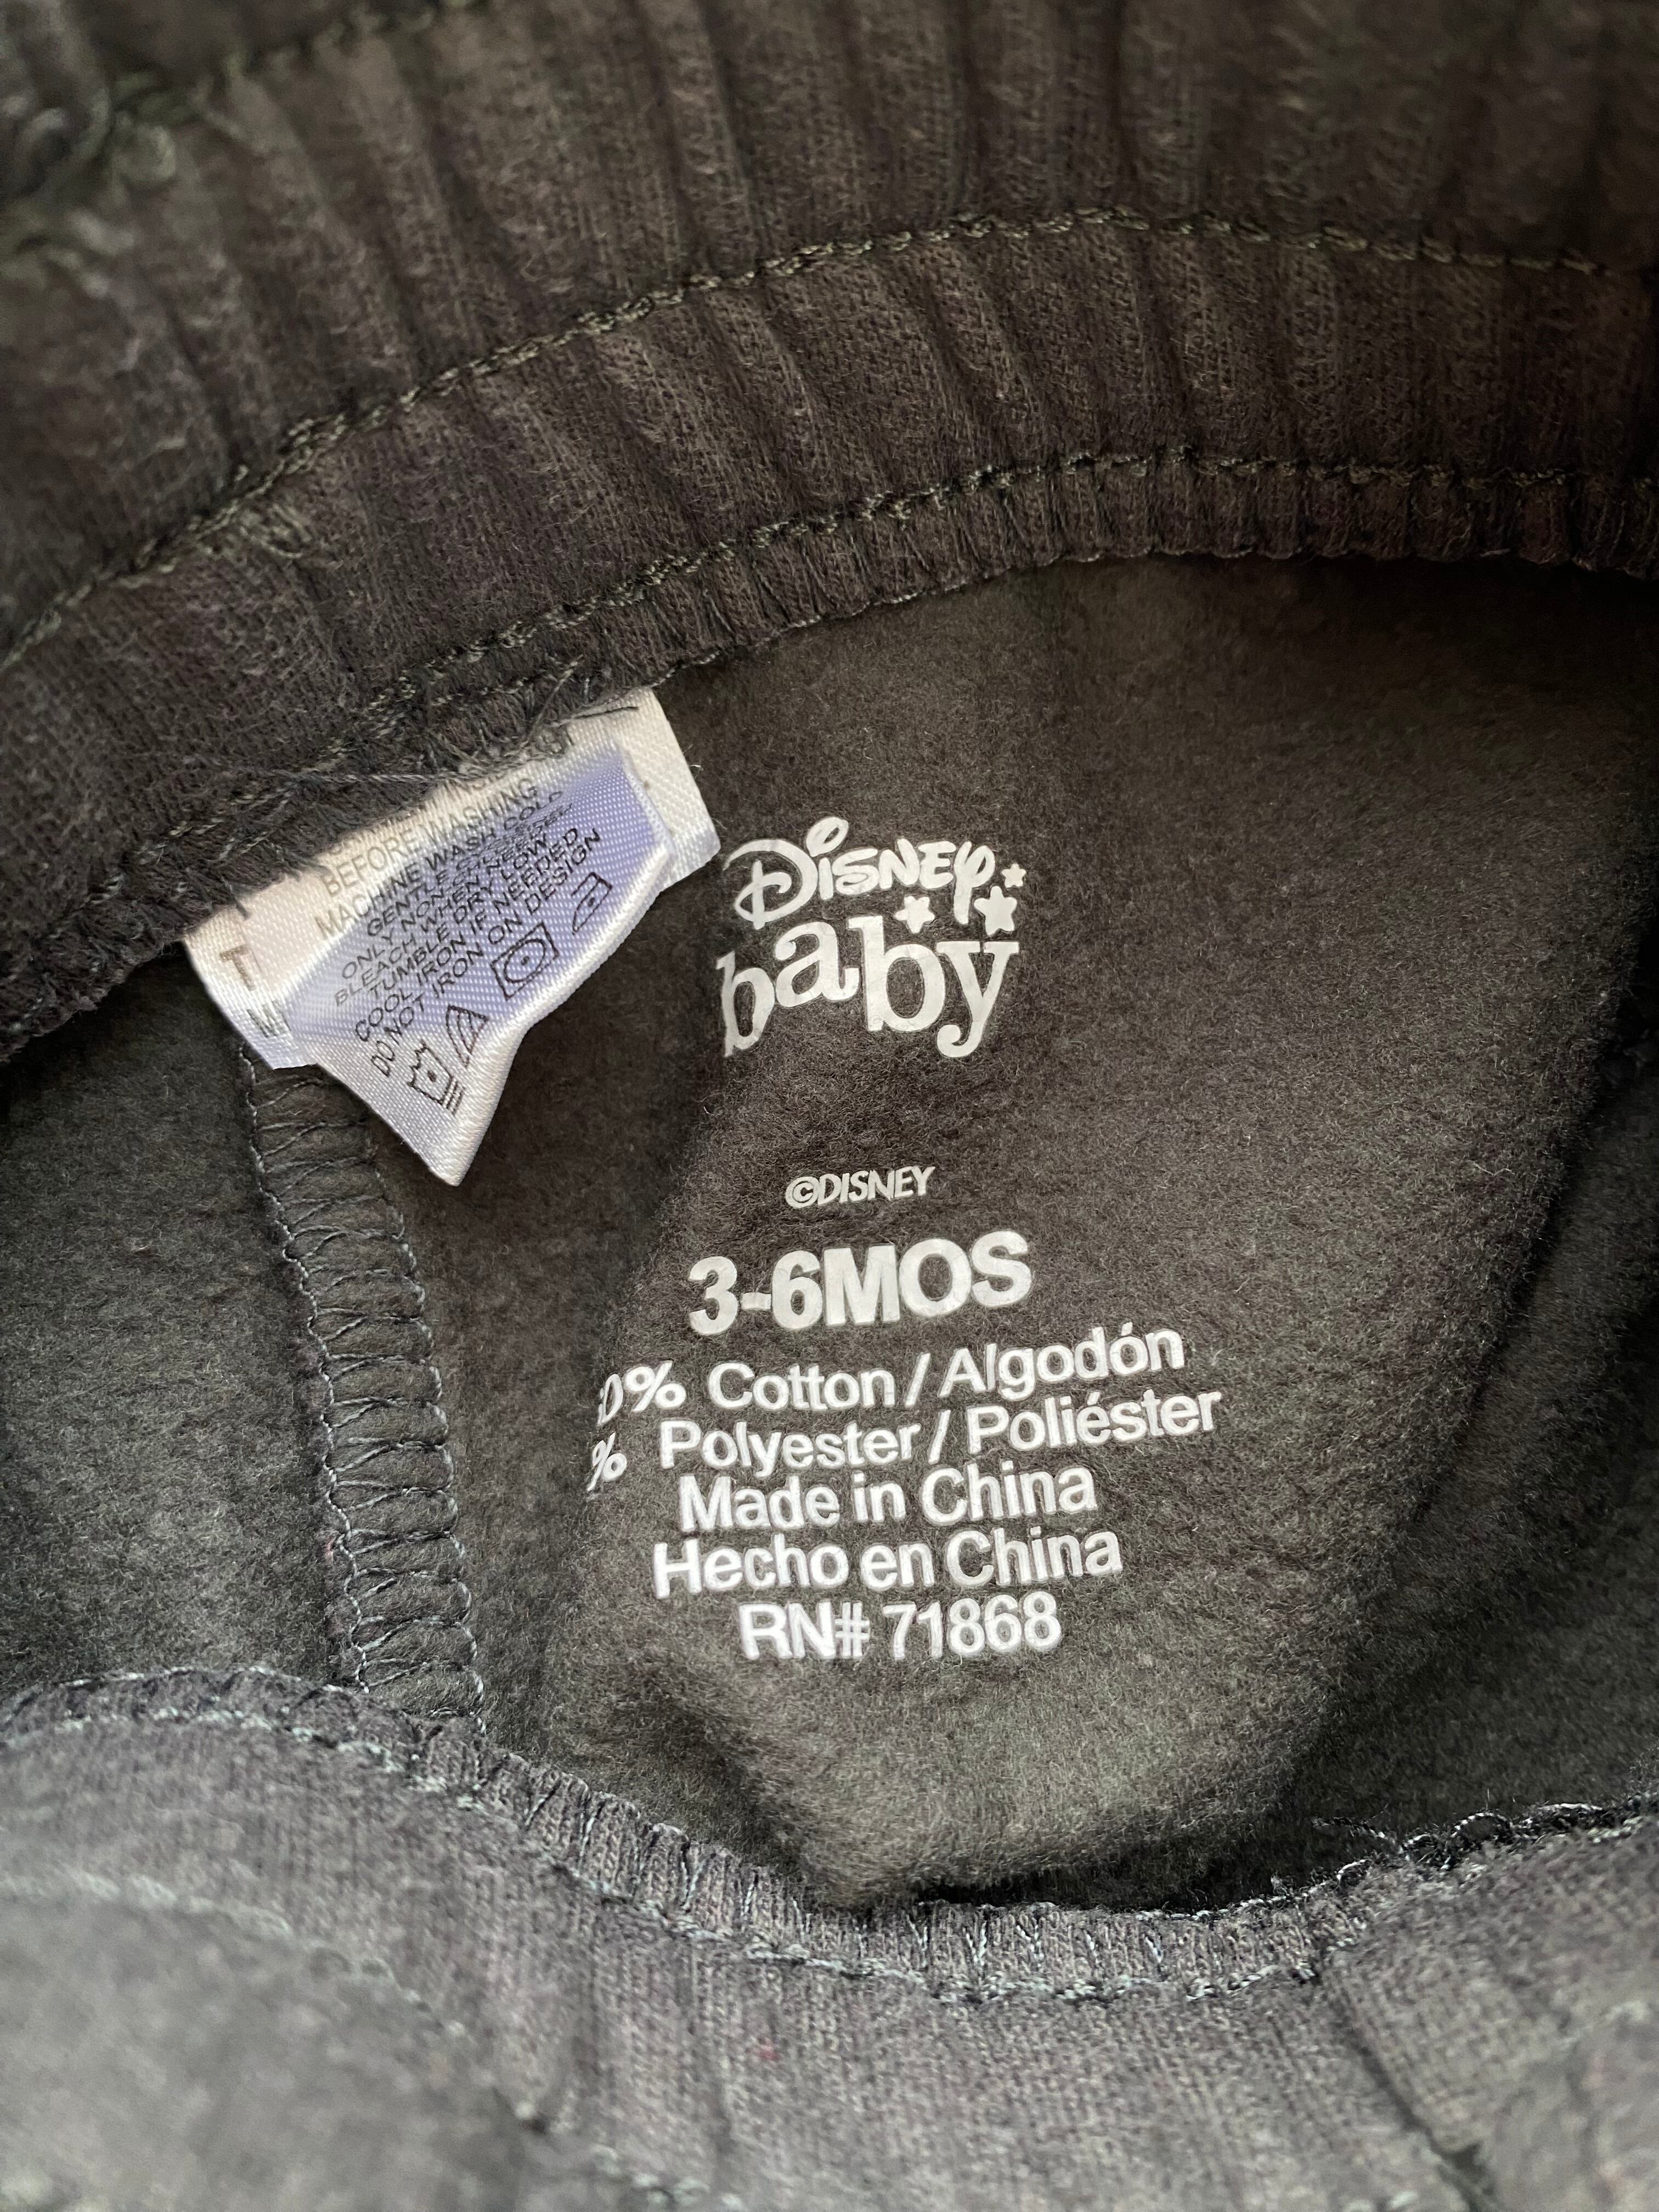 BEFORE WASHING
MACHINE WASH COLD
GENTLE CYCLE
ONLY NON-CHLORINE
BLEACH WHEN NEEDED
TUMBLE DRY LOW
COOL IRON IF NEEDED
DO NOT IRON ON DESIGN
Disney
baby
©DISNEY
3-6MOS
0% Cotton / Algodón
% Polyester / Poliéster
Made in China
Hecho en China
RN# 71868